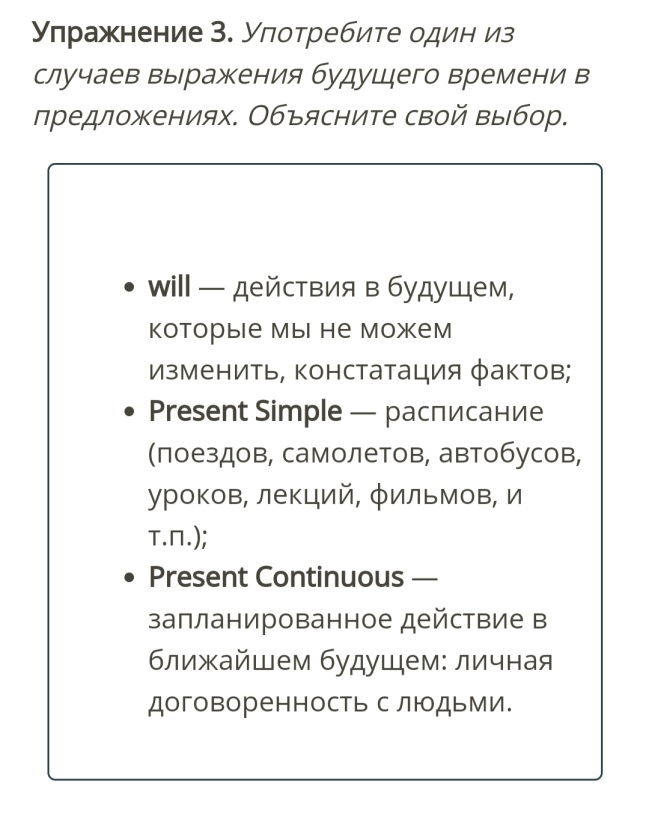 Упражнение 3. Употребите один из
случаев выражения будущего времени в
предложениях. Объясните свой выбор.
• will — действия в будущем,
которые мы не можем
изменить, констатация фактов;
• Present Simple — расписание
(поездов, самолетов, автобусов,
уроков, лекций, фильмов, и
т.п.);
• Present Continuous —
запланированное действие в
ближайшем будущем: личная
договоренность с людьми.